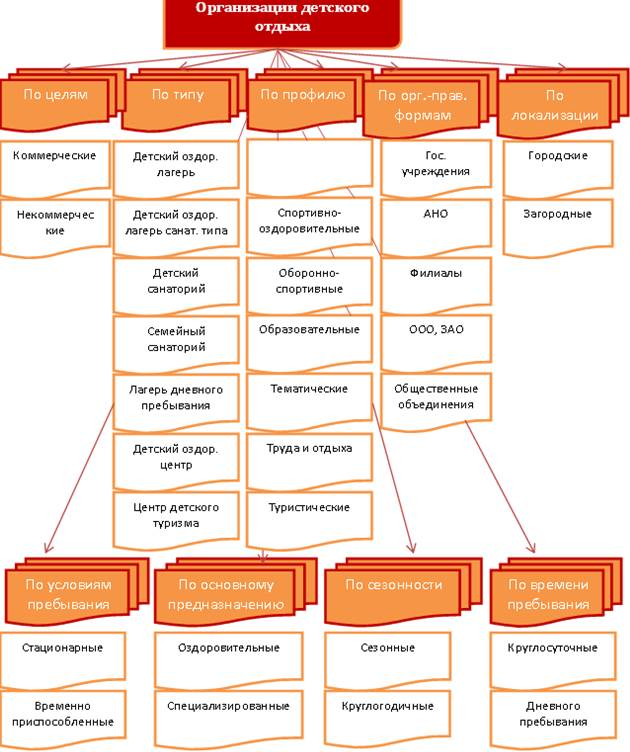 Организации детского
отдыха
По целям
Коммерческие
Некоммерчес
кие
По типу
Детский оздор.
лагерь
Детский оздор.
лагерь санат. типа
Детский
санаторий
Семейный
санаторий
Лагерь дневного
пребывания
Детский оздор.
центр
Центр детского
туризма
По профилю
Спортивно-
оздоровительные
Оборонно-
спортивные
Образовательные
Тематические
Труда и отдыха
Туристические
По орг.-прав.
формам
Гос.
учреждения
АНО
Филиалы
ООО, ЗАО
Общественные
объединения
По
локализации
Городские
Загородные
По условиям
пребывания
Стационарные
Временно
приспособленные
По основному
предназначению
Оздоровительные
Специализированные
По сезонности
Сезонные
Круглогодичные
По времени
пребывания
Круглосуточные
Дневного
пребывания